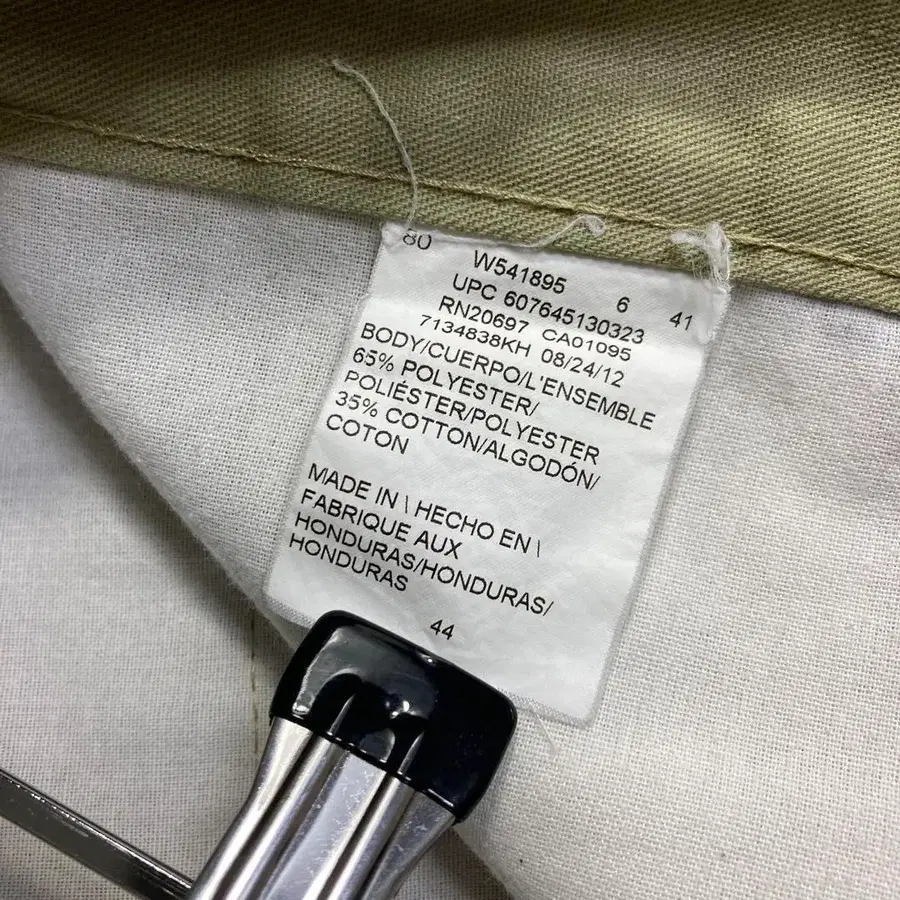 80 W541895 6 41
UPC 607645130323
RN20697 CA01095
7134838KH 08/24/12
BODY/CUERPO/L'ENSEMBLE
65% POLYESTER/
POLIÉSTER/POLYESTER
35% COTTON/ALGODÓN/
COTON
MADE IN \ HECHO EN \
FABRIQUE AUX
HONDURAS/HONDURAS/
HONDURAS
44